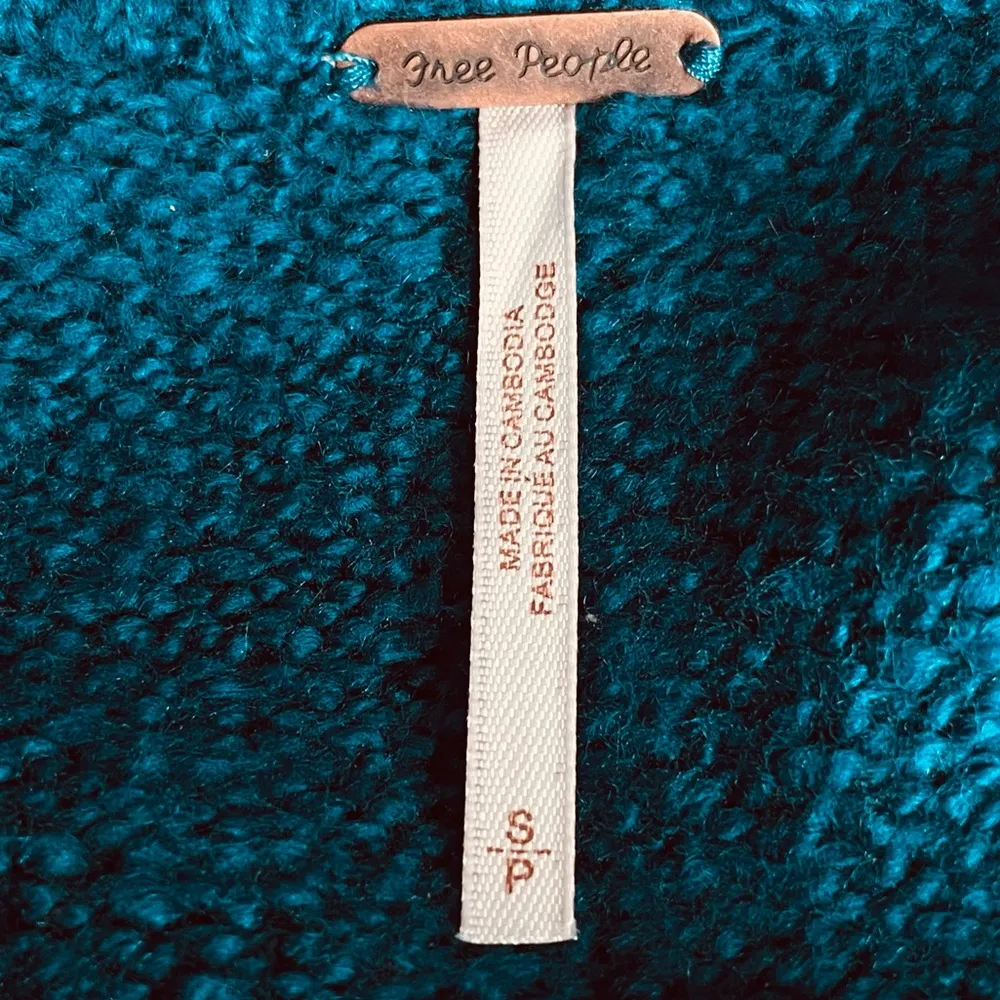 Free People
MADE IN CAMBODIA
FABRIQUÉ AU CAMBODGE
S
P